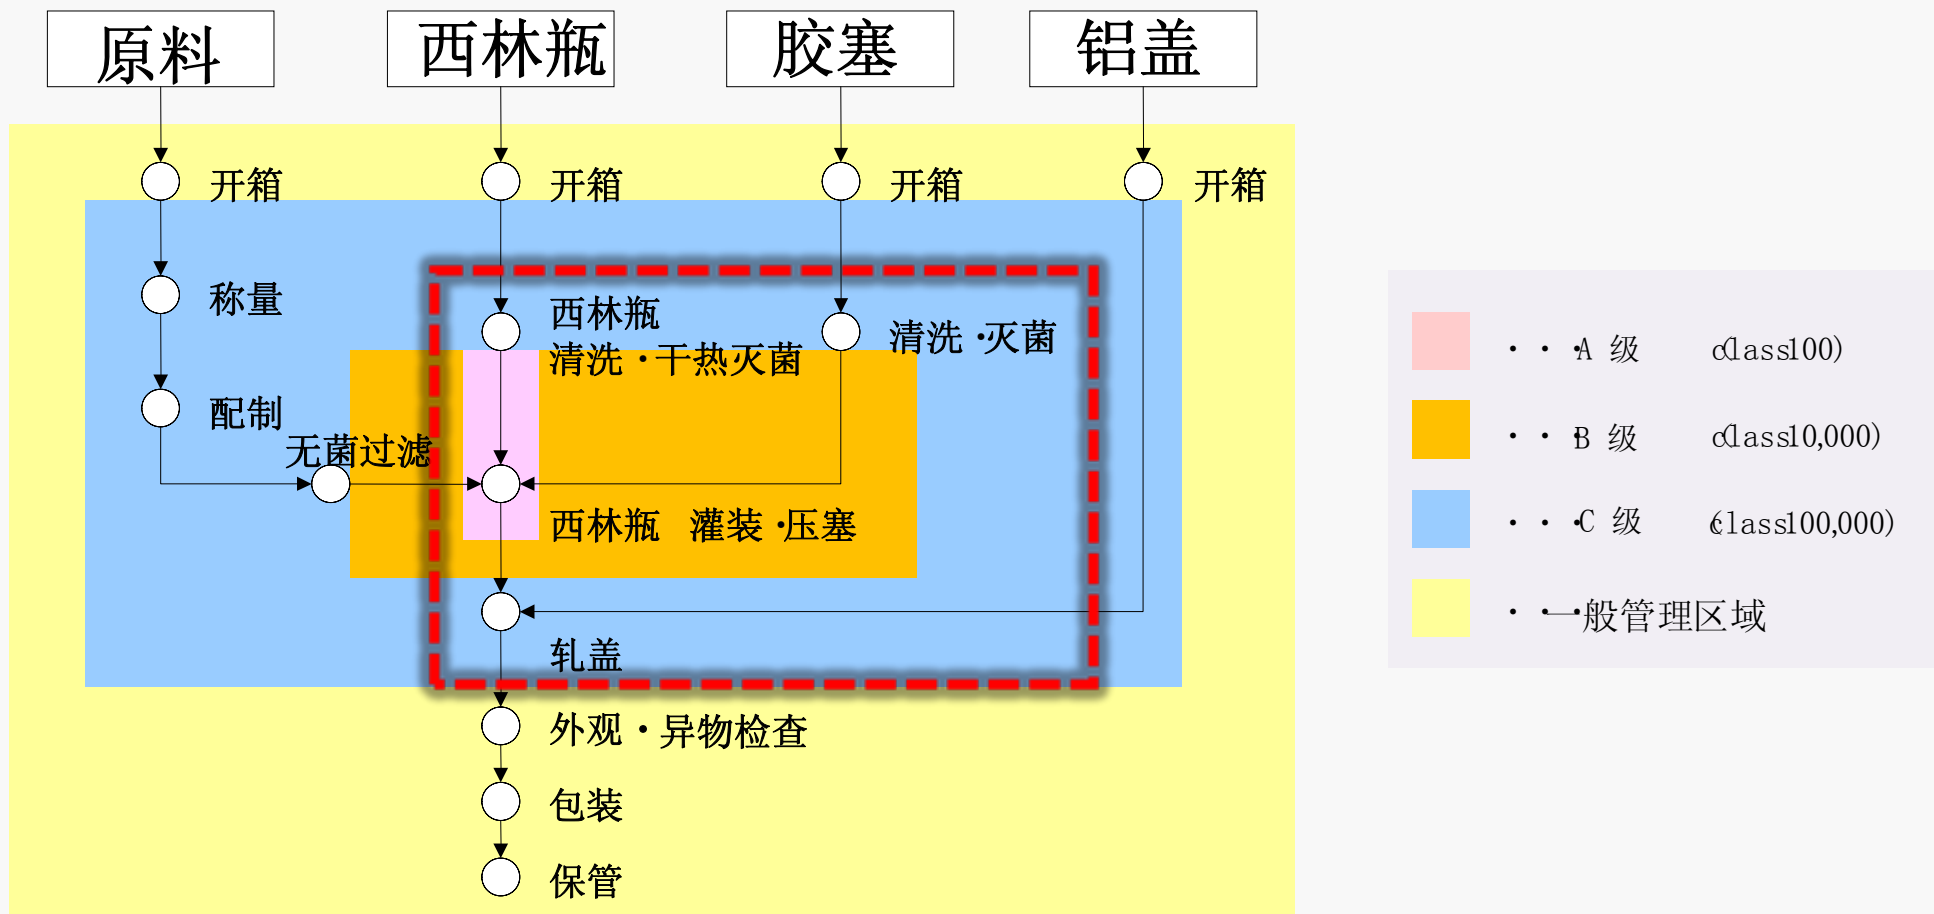 原料
西林瓶
胶塞
铝盖
开箱
开箱
开箱
开箱
称量
西林瓶
清洗·干热灭菌
清洗·灭菌
配制
无菌过滤
西林瓶 灌装·压塞
轧盖
外观·异物检查
包装
保管
···A 级 class100)
···B 级 class10,000)
···C 级 (class100,000)
···一般管理区域